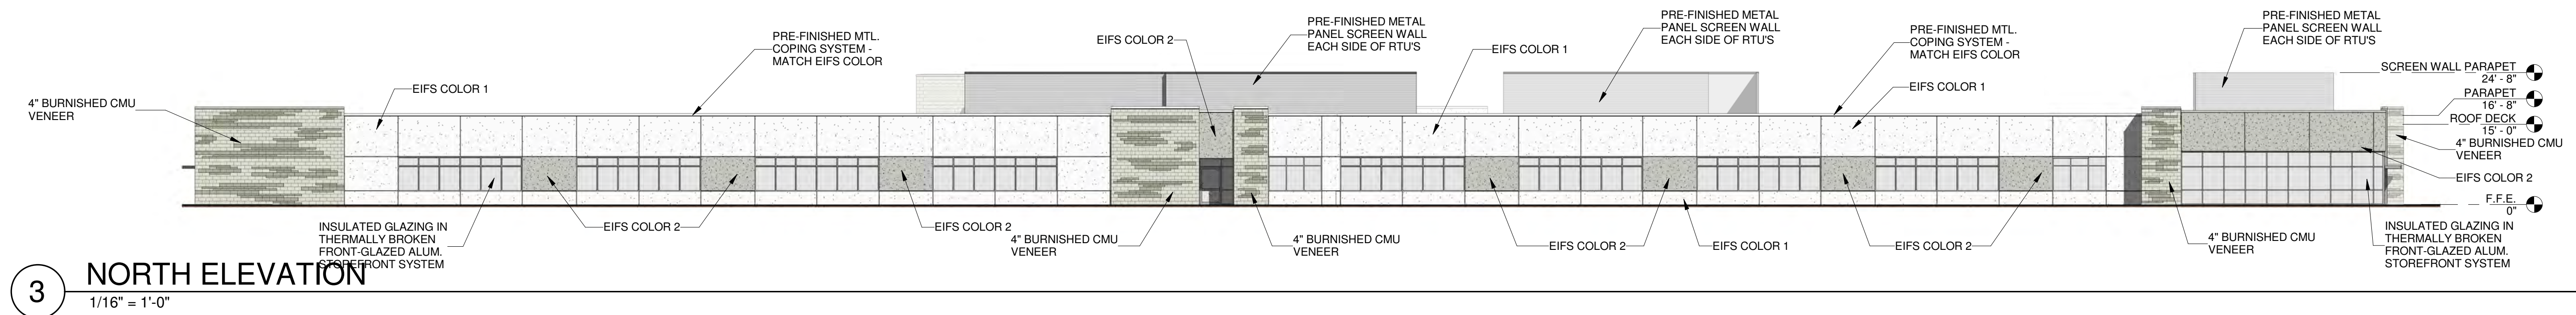 4" BURNISHED CMU
VENEER
EIFS COLOR 1
PRE-FINISHED MTL.
COPING SYSTEM -
MATCH EIFS COLOR
EIFS COLOR 2
PRE-FINISHED METAL
PANEL SCREEN WALL
EACH SIDE OF RTU'S
EIFS COLOR 1
PRE-FINISHED METAL
PANEL SCREEN WALL
EACH SIDE OF RTU'S
PRE-FINISHED MTL.
COPING SYSTEM -
MATCH EIFS COLOR
EIFS COLOR 1
PRE-FINISHED METAL
PANEL SCREEN WALL
EACH SIDE OF RTU'S
SCREEN WALL PARAPET
24' - 8"
PARAPET
16' - 8"
ROOF DECK
15' - 0"
4" BURNISHED CMU
VENEER
EIFS COLOR 2
F.F.E.
0"
INSULATED GLAZING IN
THERMALLY BROKEN
FRONT-GLAZED ALUM.
STOREFRONT SYSTEM
EIFS COLOR 2
EIFS COLOR 2
4" BURNISHED CMU
VENEER
4" BURNISHED CMU
VENEER
EIFS COLOR 2
EIFS COLOR 1
EIFS COLOR 2
4" BURNISHED CMU
VENEER
INSULATED GLAZING IN
THERMALLY BROKEN
FRONT-GLAZED ALUM.
STOREFRONT SYSTEM
3
NORTH ELEVATION
1/16" = 1'-0"